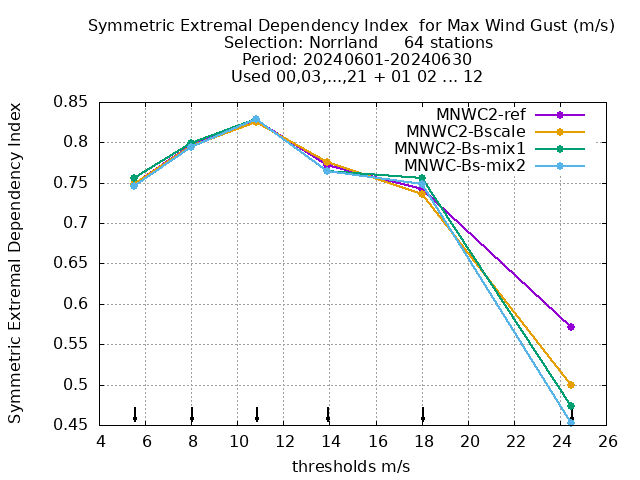 Symmetric Extremal Dependency Index  for Max Wind Gust (m/s)
Selection: Norrland     64 stations
Period: 20240601-20240630
Used 00,03,...,21 + 01 02 ... 12
Symmetric Extremal Dependency Index
MNWC2-ref
MNWC2-Bscale
MNWC2-Bs-mix1
MNWC-Bs-mix2
0.85
0.8
0.75
0.7
0.65
0.6
0.55
0.5
0.45
4 6 8 10 12 14 16 18 20 22 24 26
thresholds m/s